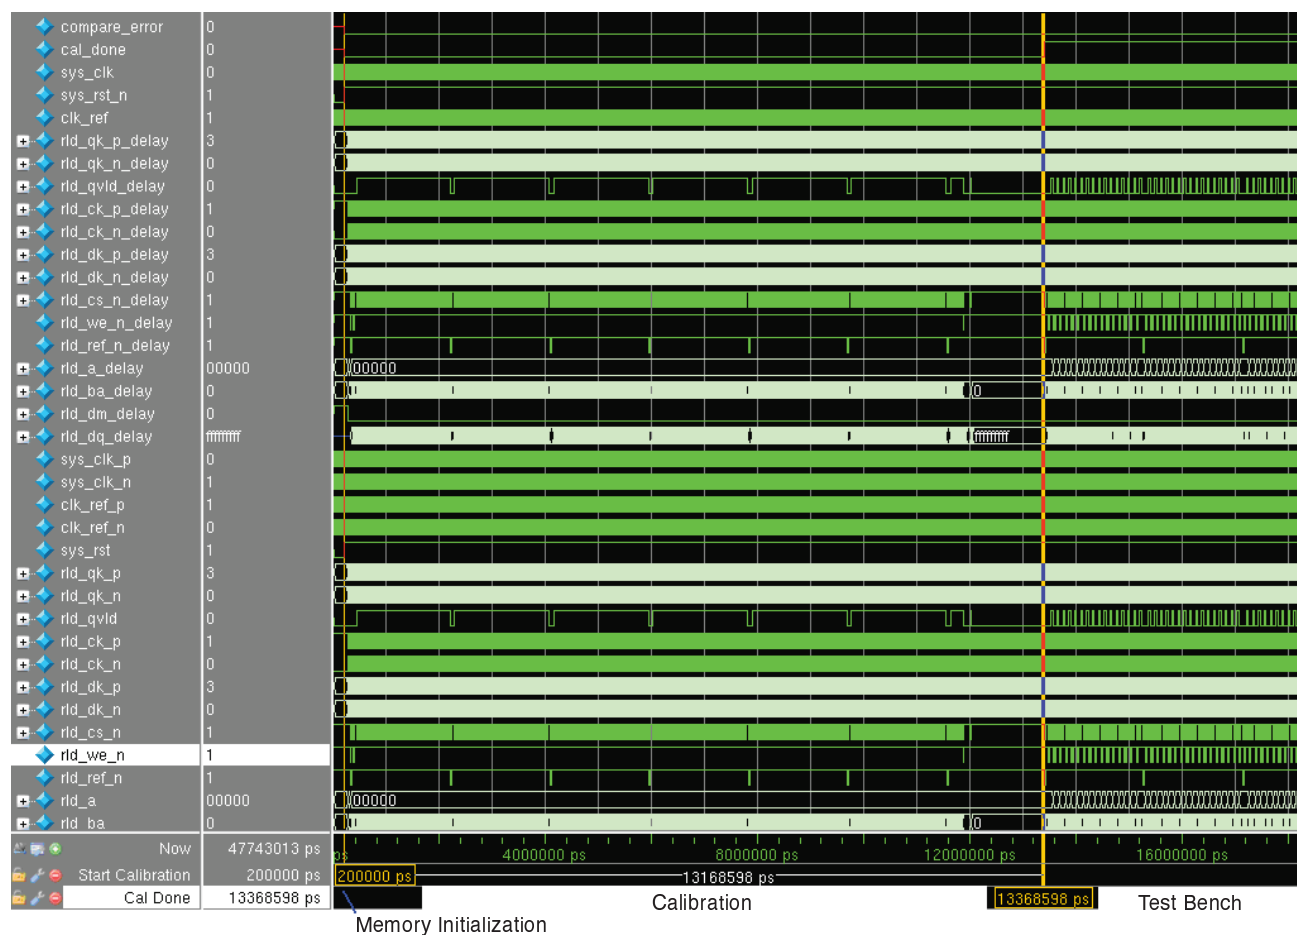 compare_error 0
cal_done 0
sys_clk 0
sys_rst_n 1
clk_ref 1
rld_qk_p_delay 3
rld_qk_n_delay 0
rld_qvld_delay 0
rld_ck_p_delay 1
rld_ck_n_delay 0
rld_dk_p_delay 3
rld_dk_n_delay 0
rld_cs_n_delay 1
rld_we_n_delay 1
rld_ref_n_delay 1
rld_a_delay 00000 00000
rld_ba_delay 0 0
rld_dm_delay 0
rld_dq_delay fffffffff fffffffff
sys_clk_p 0
sys_clk_n 1
clk_ref_p 1
clk_ref_n 0
sys_rst 1
rld_qk_p 3
rld_qk_n 0
rld_qvld 0
rld_ck_p 1
rld_ck_n 0
rld_dk_p 3
rld_dk_n 0
rld_cs_n 1
rld_we_n 1
rld_ref_n 1
rld_a 00000 00000
rld_ba 0 0
Now 47743013 ps ps 4000000 ps 8000000 ps 12000000 ps 16000000 ps
Start Calibration 200000 ps 200000 ps 13168598 ps
Cal Done 13368598 ps 13368598 ps
Calibration Test Bench
Memory Initialization